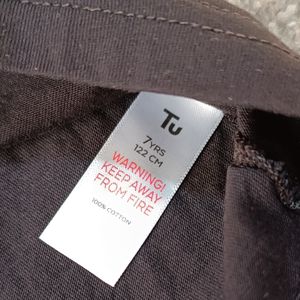 Tu
7YRS
122 CM
WARNING!
KEEP AWAY
FROM FIRE
100% COTTON